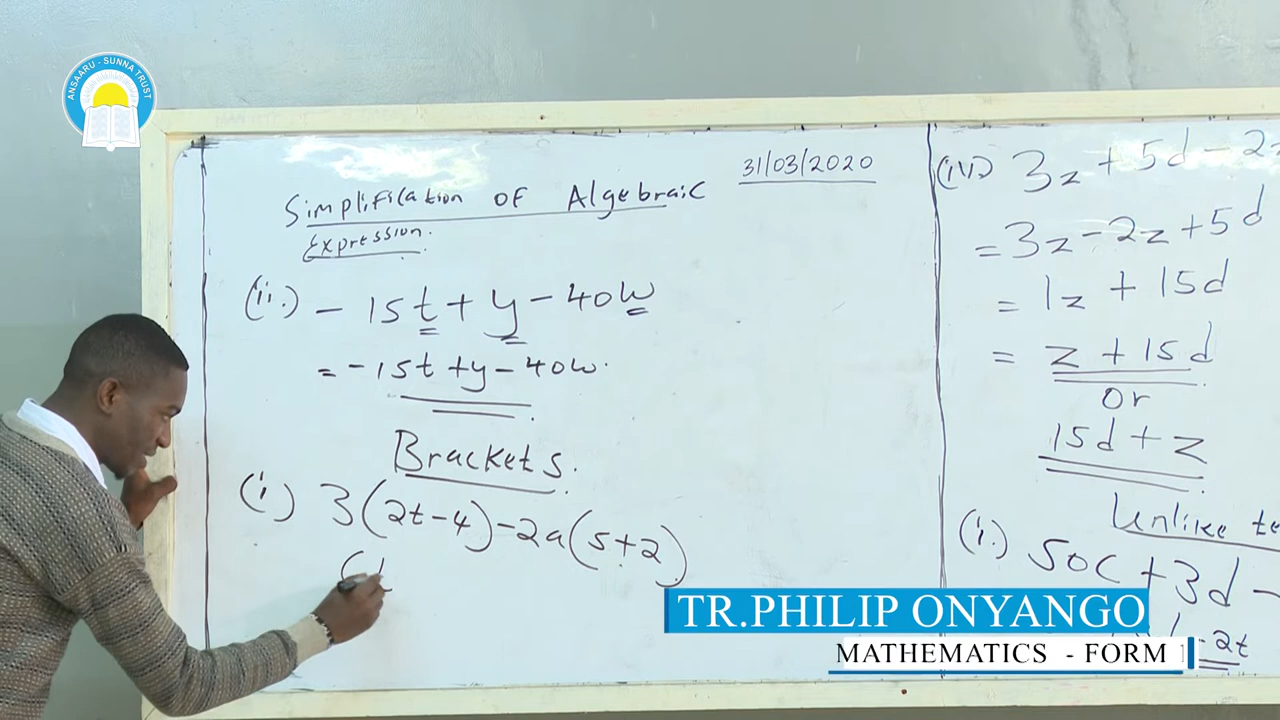 ANSAARU - SUNNA TRUST
31/03/2020
Simplification OF Algebraic
Expression.
(ii.) - 15t + y - 40w
= -15t + y - 40w.
Brackets.
(i) 3(2t-4)-2a(5+2)
(iv) 3z + 5d - 2z
= 3z - 2z + 5d
= 1z + 15d
= z + 15d
Or
15d + z
Unlike te
(i.) 50c + 3d -
- 2t
TR.PHILIP ONYANGO
MATHEMATICS - FORM 1